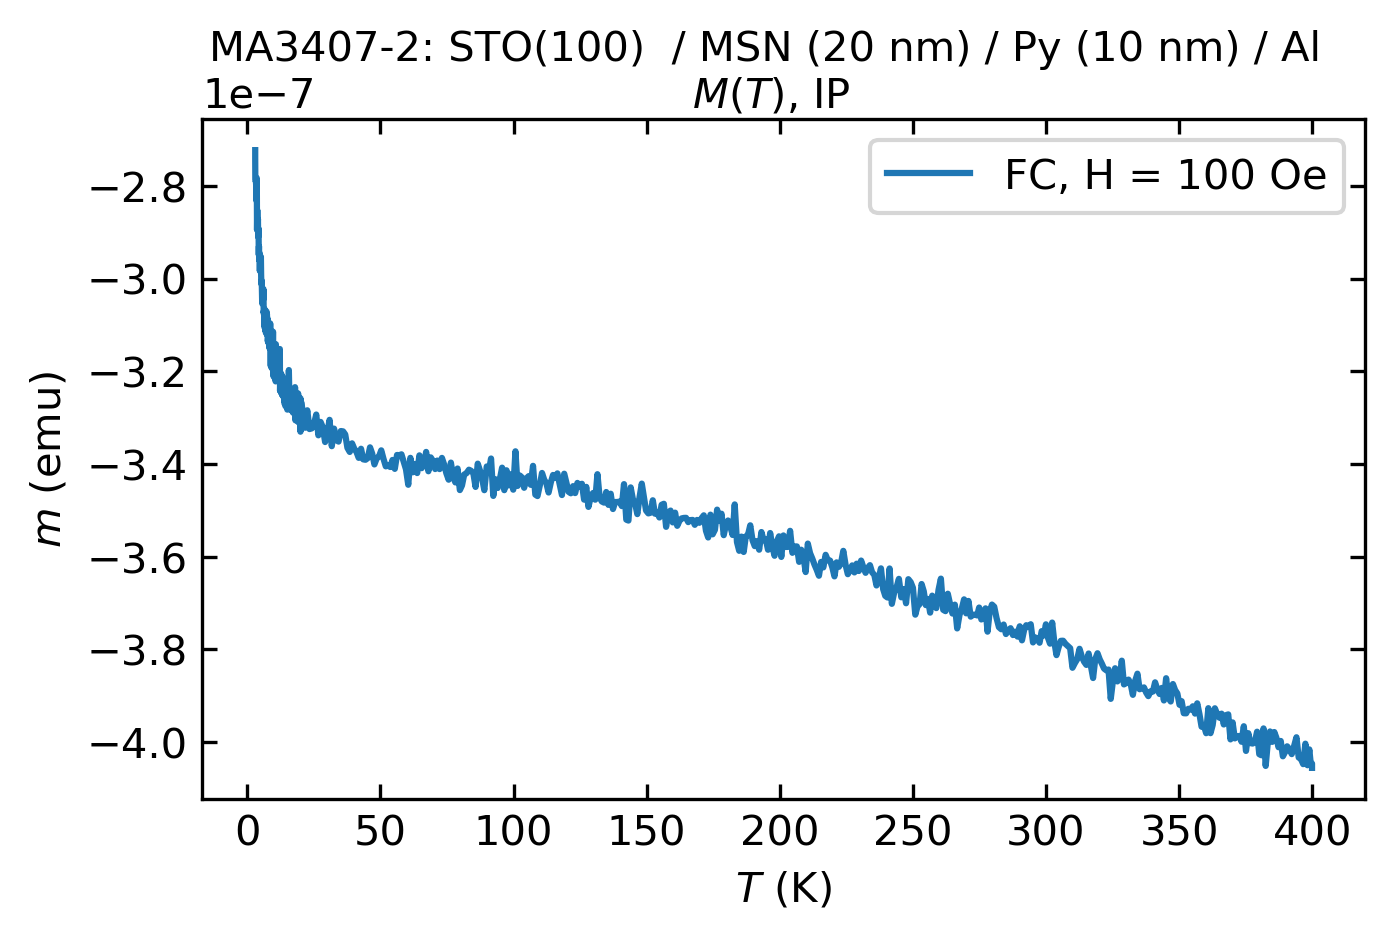 MA3407-2: STO(100) / MSN (20 nm) / Py (10 nm) / Al
1e−7
M(T), IP
FC, H = 100 Oe
−2.8
−3.0
−3.2
−3.4
−3.6
−3.8
−4.0
m (emu)
0 50 100 150 200 250 300 350 400
T (K)